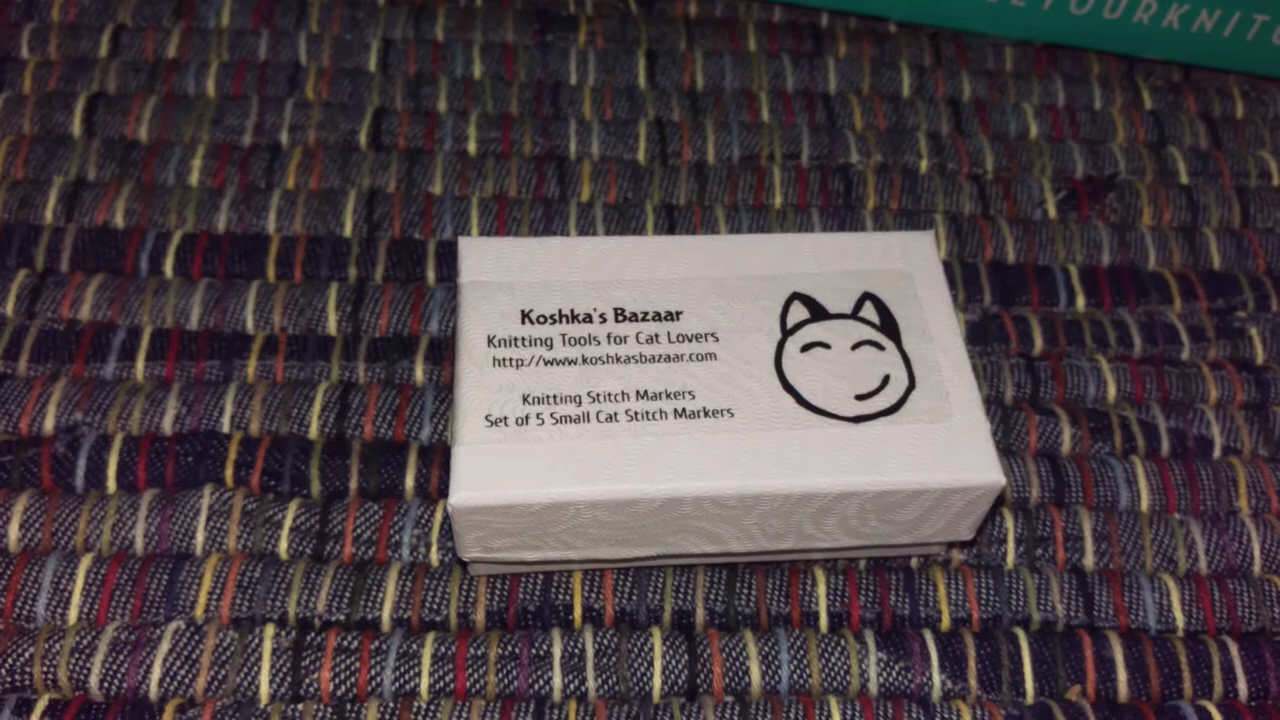 YOURKNIT
Koshka's Bazaar
Knitting Tools for Cat Lovers
http://www.koshkasbazaar.com
Knitting Stitch Markers
Set of 5 Small Cat Stitch Markers